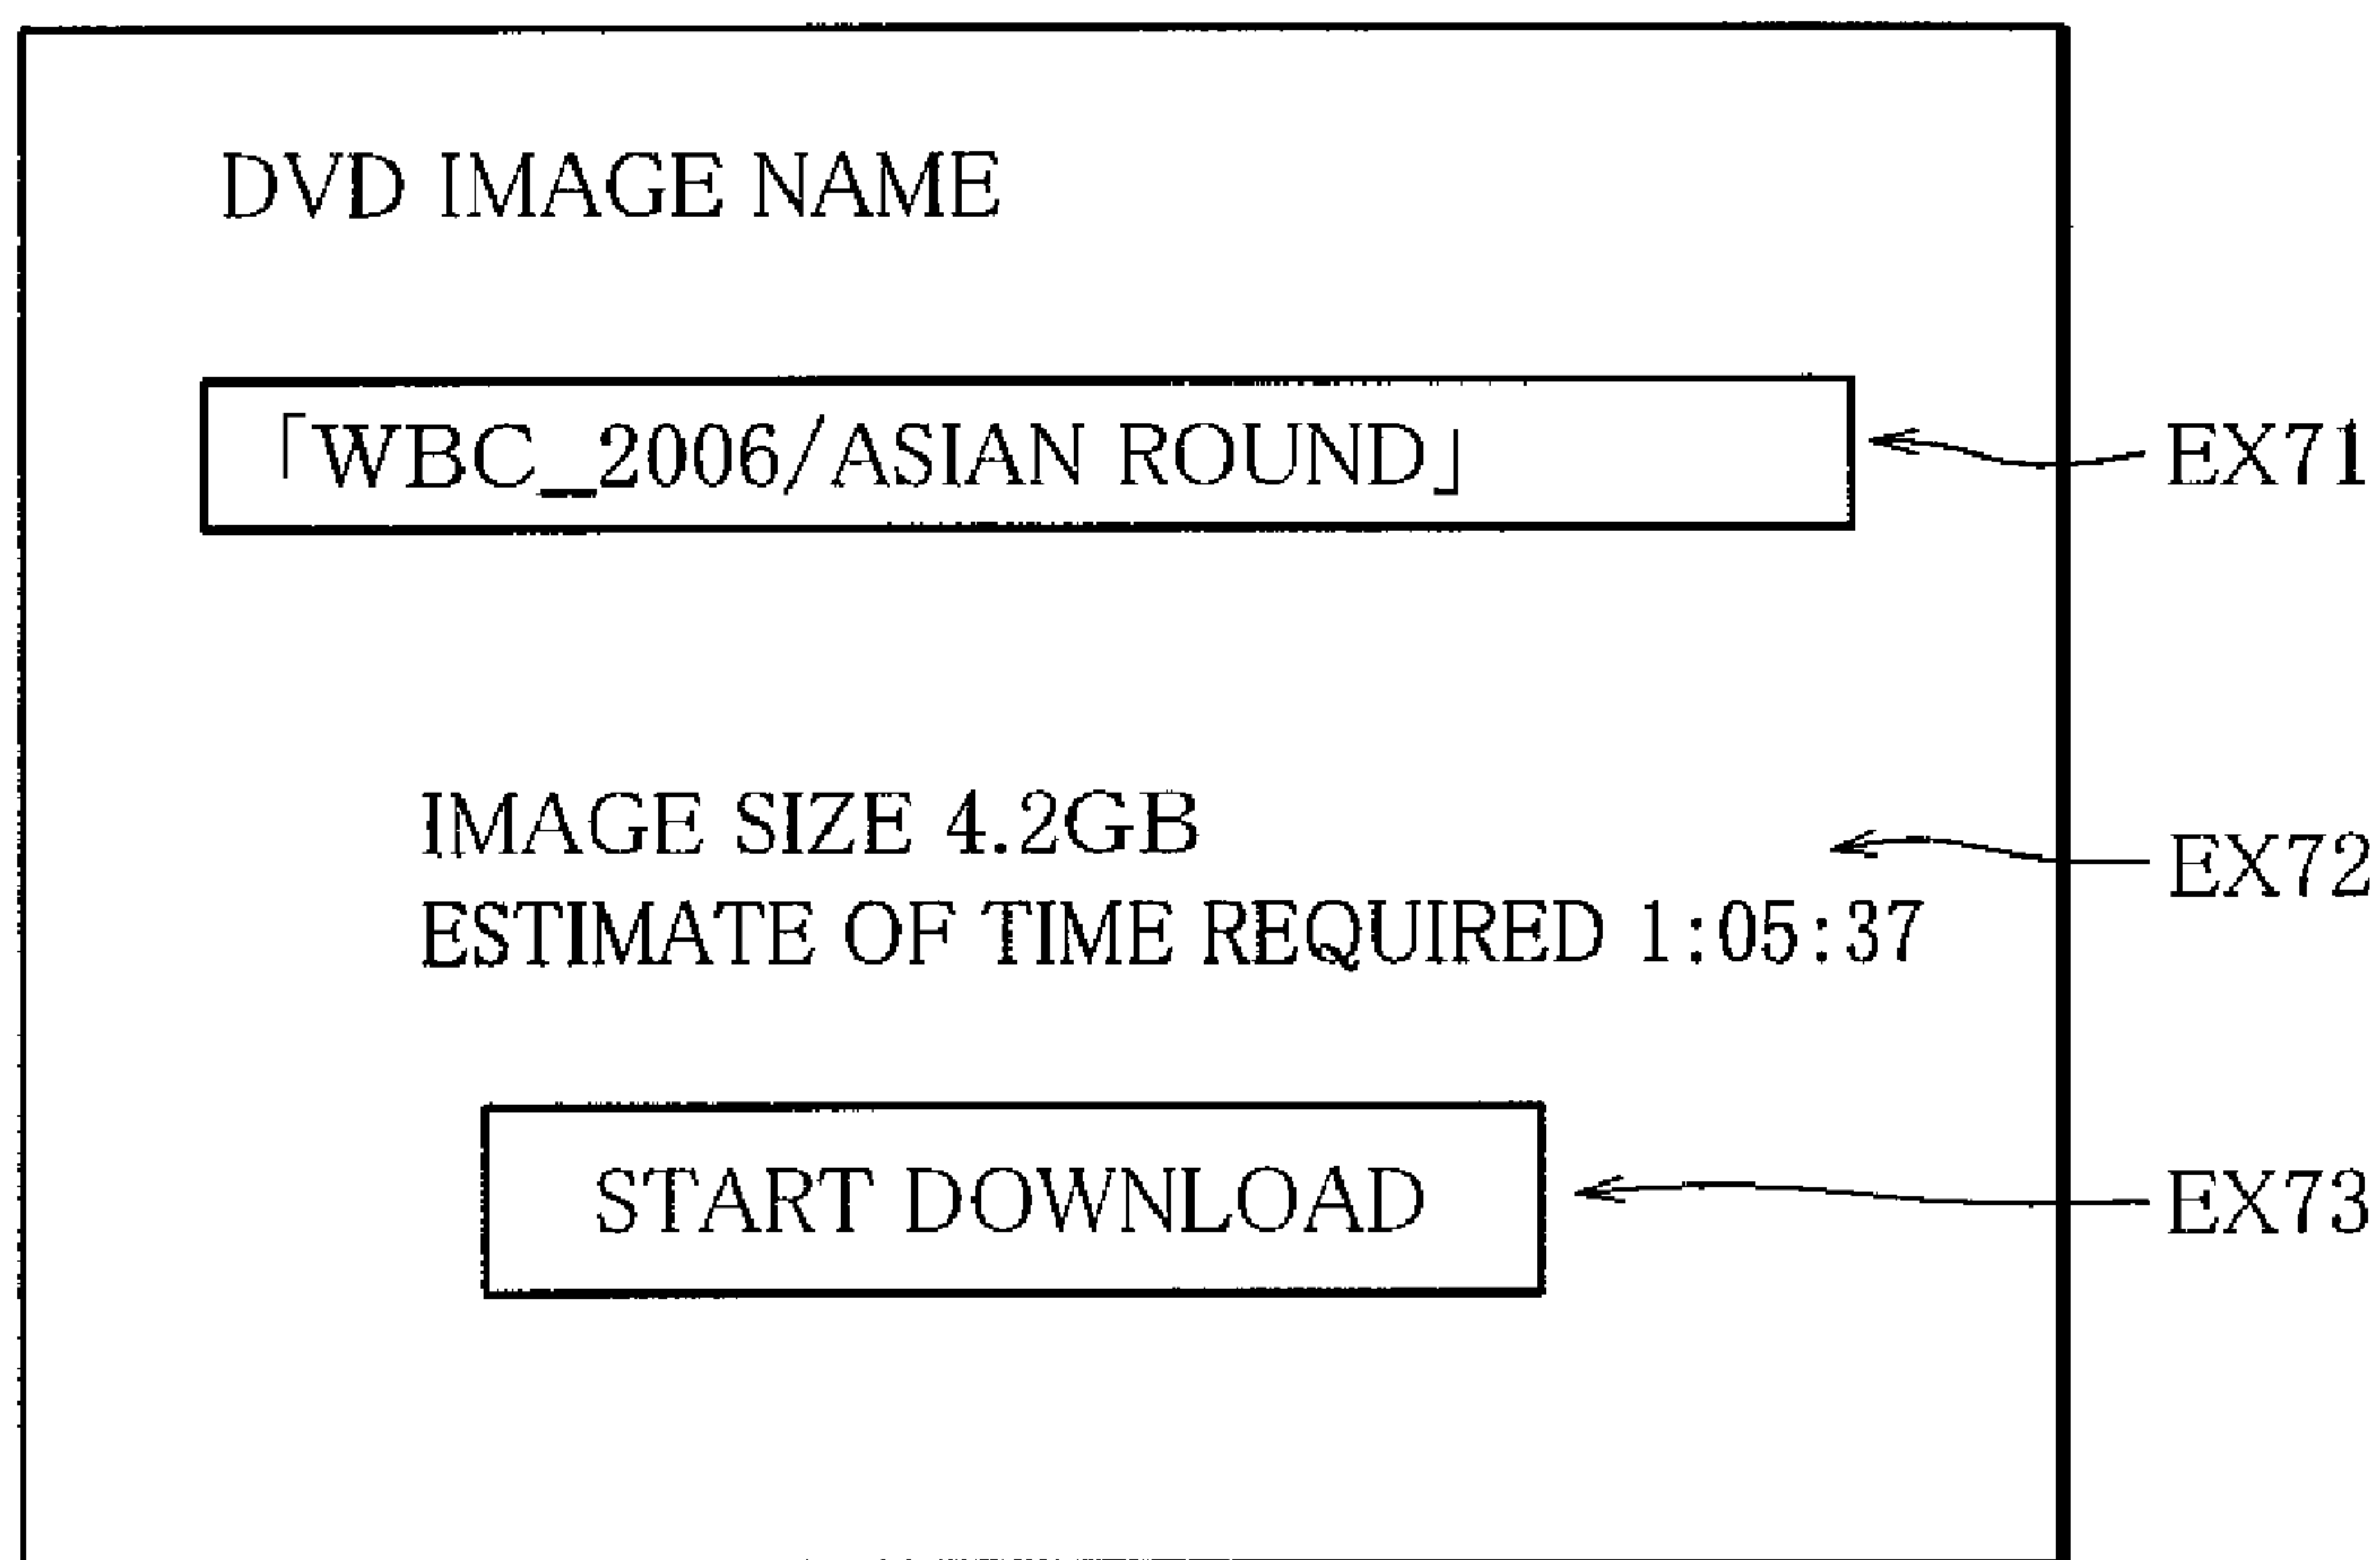 DVD IMAGE NAME
「WBC_2006/ASIAN ROUND」
EX71
IMAGE SIZE 4.2GB
EX72
ESTIMATE OF TIME REQUIRED 1:05:37
START DOWNLOAD
EX73